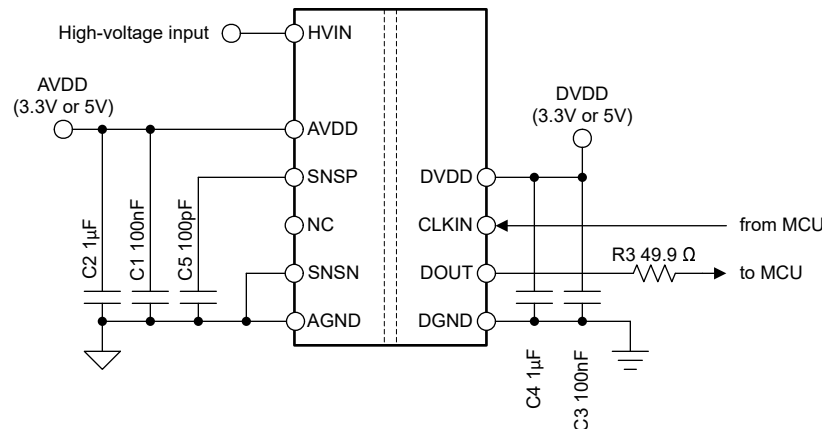 High-voltage input
HVIN
AVDD
(3.3V or 5V)
DVDD
(3.3V or 5V)
AVDD
SNSP
DVDD
NC
CLKIN
from MCU
C2 1µF
C1 100nF
C5 100pF
SNSN
DOUT
R3 49.9 Ω
to MCU
AGND
DGND
C4 1µF
C3 100nF